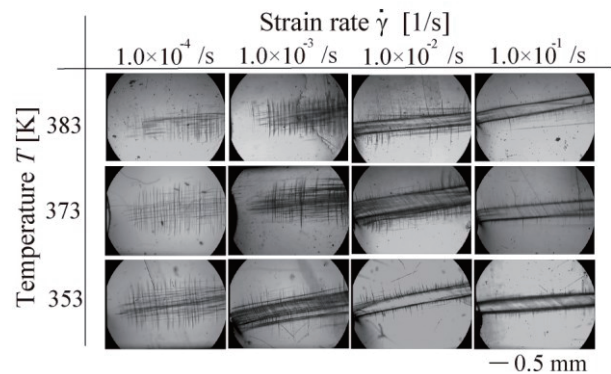 Strain rate γ̇ [1/s]
1.0×10⁻⁴ /s 1.0×10⁻³ /s 1.0×10⁻² /s 1.0×10⁻¹ /s
Temperature T [K]
383
373
353
0.5 mm